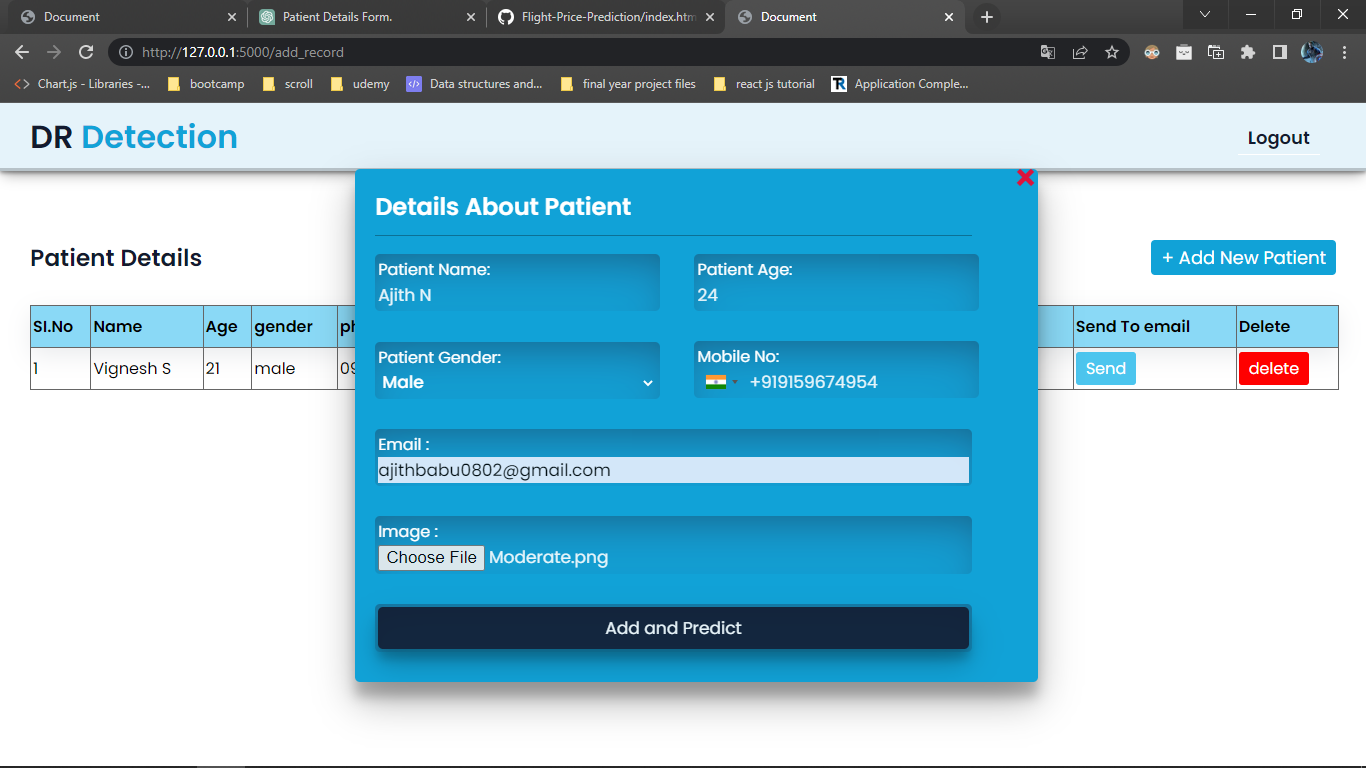 Document
Patient Details Form.
Flight-Price-Prediction/index.htm
Document
http://127.0.0.1:5000/add_record
Chart.js - Libraries -...
bootcamp
scroll
udemy
Data structures and...
final year project files
react js tutorial
Application Comple...
DR Detection
Logout
Details About Patient
Patient Details
+ Add New Patient
Patient Name:
Ajith N
Patient Age:
24
SI.No Name Age gender ph Send To email Delete
1 Vignesh S 21 male 09 Send delete
Patient Gender:
Male
Mobile No:
+919159674954
Email :
ajithbabu0802@gmail.com
Image :
Choose File Moderate.png
Add and Predict